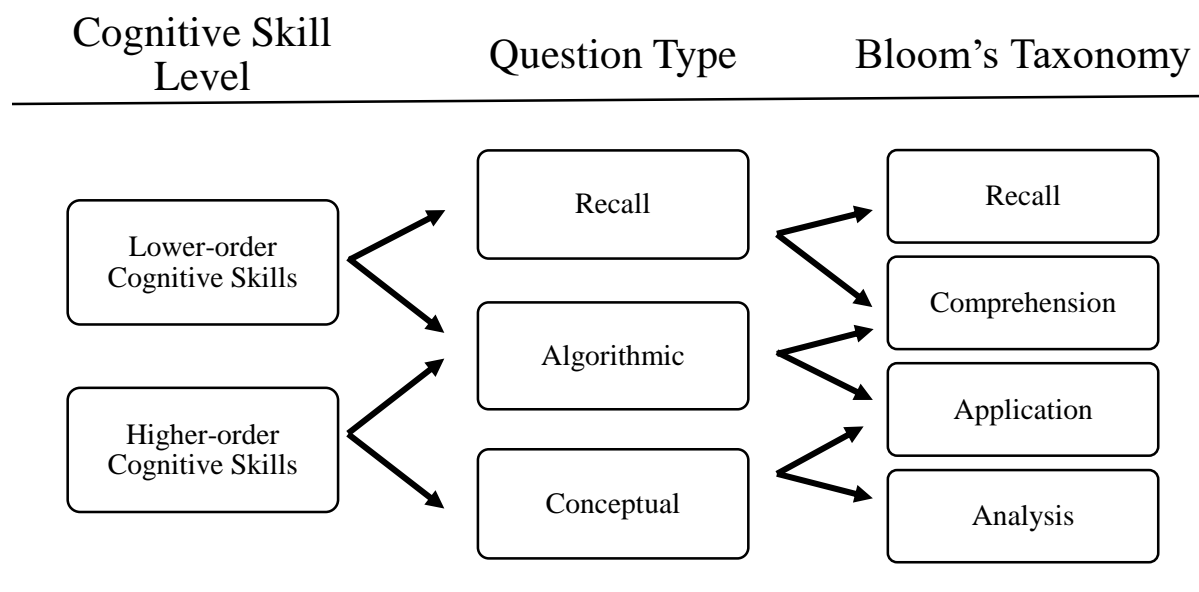 Cognitive Skill
Level
Question Type
Bloom’s Taxonomy
Lower-order
Cognitive Skills
Higher-order
Cognitive Skills
Recall
Algorithmic
Conceptual
Recall
Comprehension
Application
Analysis